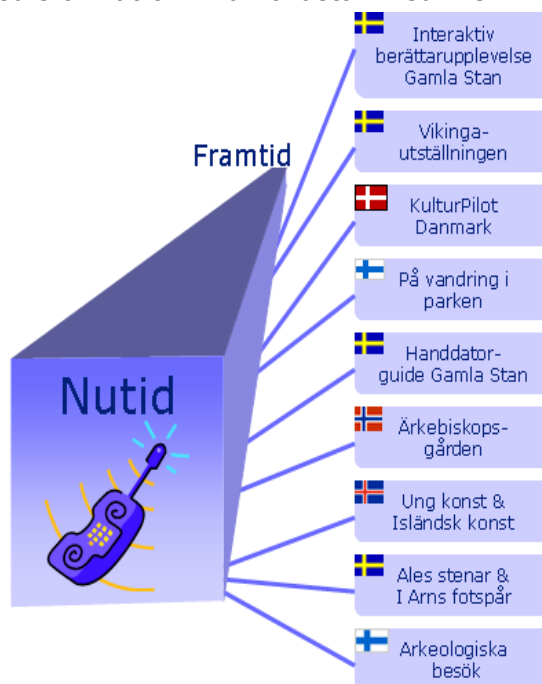 Interaktiv
berättarupplevelse
Gamla Stan
Vikinga-
utställningen
Framtid
KulturPilot
Danmark
På vandring i
parken
Handdator-
guide Gamla Stan
Nutid
Ärkebiskops-
gården
Ung konst &
Isländsk konst
Ales stenar &
I Arns fotspår
Arkeologiska
besök